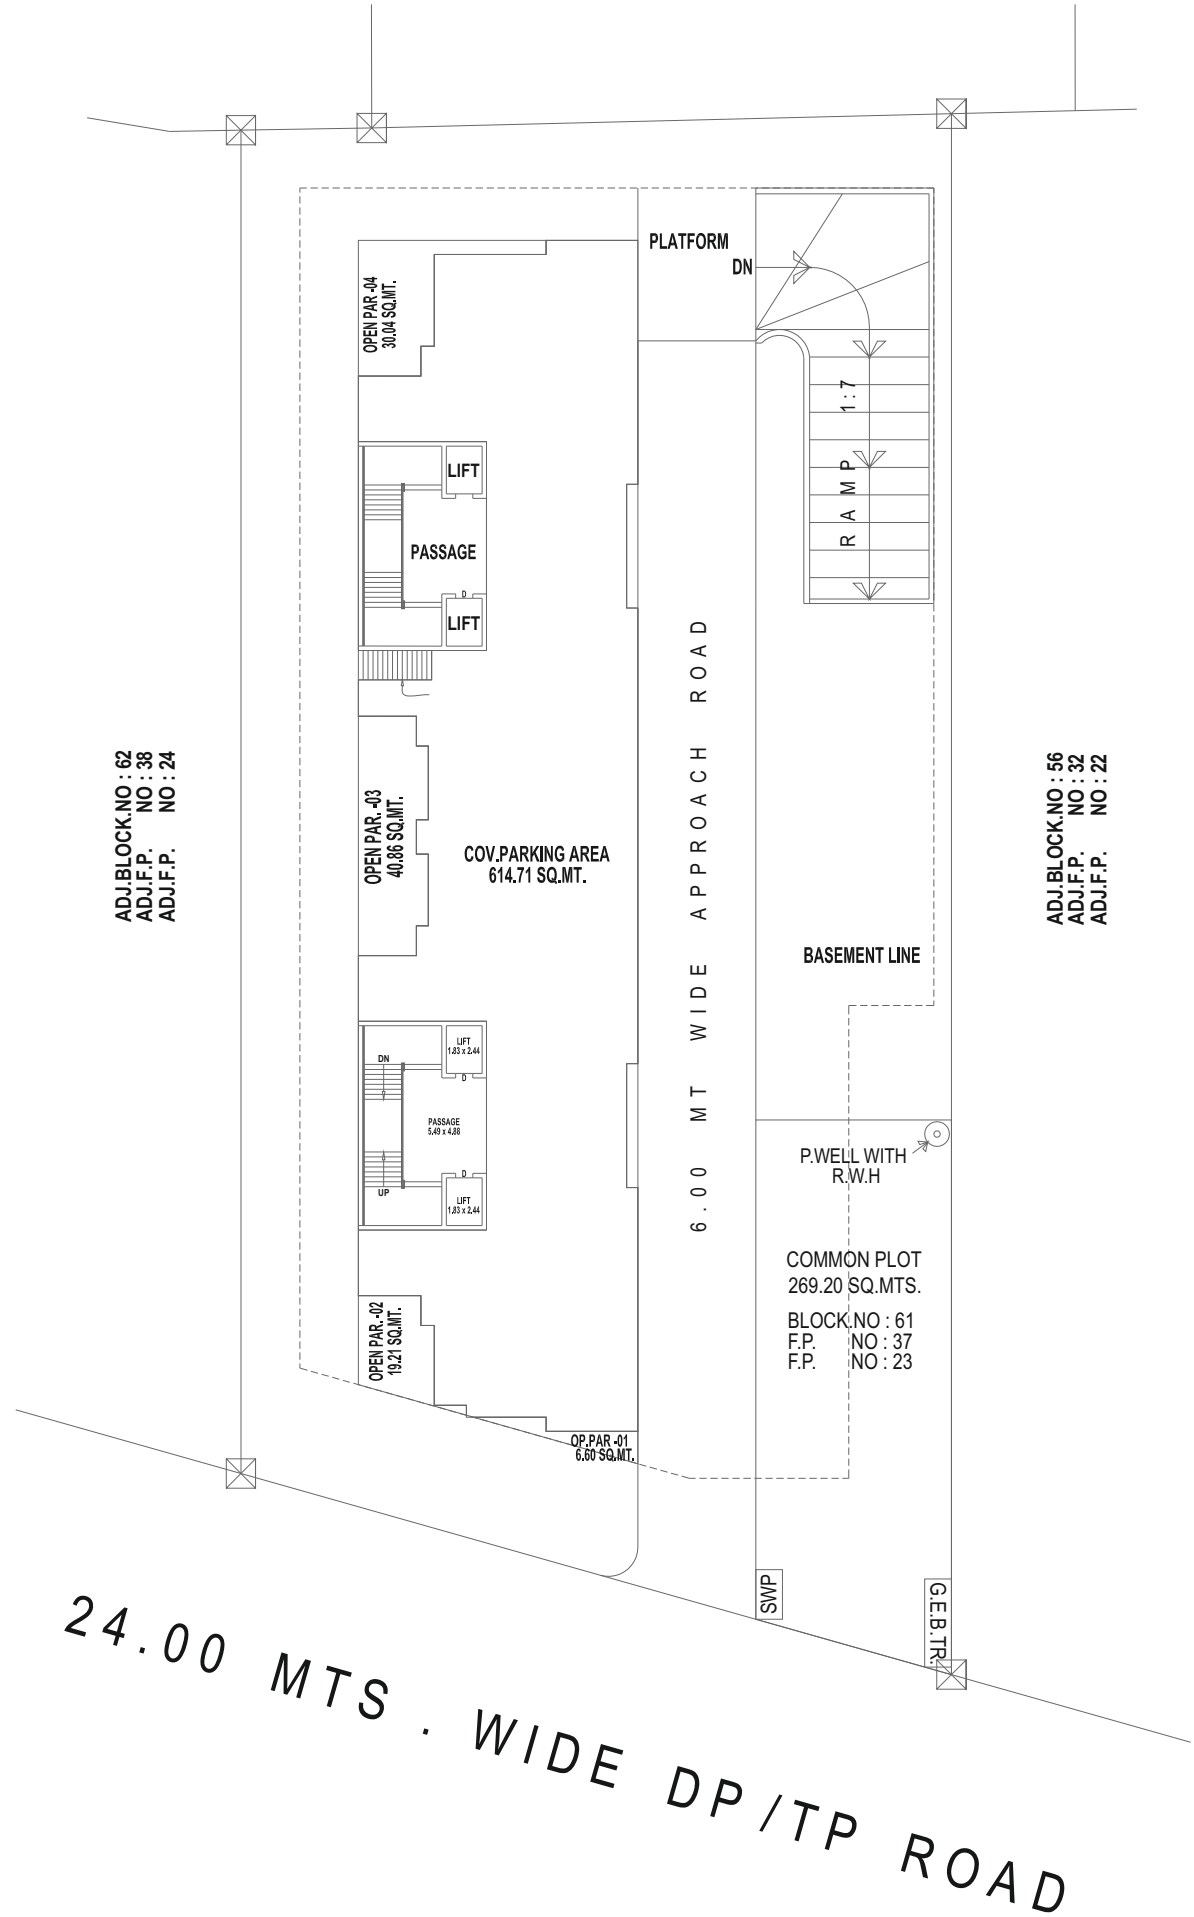 PLATFORM
DN
OPEN PAR -04
30.04 SQ.MT.
RAMP 1:7
LIFT
PASSAGE
D
LIFT
6.00 MT WIDE APPROACH ROAD
ADJ.BLOCK.NO : 62
ADJ.F.P. NO : 38
ADJ.F.P. NO : 24
OPEN PAR. -03
40.86 SQ.MT.
COV.PARKING AREA
614.71 SQ.MT.
ADJ.BLOCK.NO : 56
ADJ.F.P. NO : 32
ADJ.F.P. NO : 22
BASEMENT LINE
LIFT
1.83 x 2.44
DN
D
PASSAGE
5.49 x 4.88
D
UP
LIFT
1.83 x 2.44
P.WELL WITH
R.W.H
COMMON PLOT
269.20 SQ.MTS.
BLOCK.NO : 61
F.P. NO : 37
F.P. NO : 23
OPEN PAR.-02
19.21 SQ.MT.
OP.PAR -01
6.60 SQ.MT.
SWP
G.E.B.TR.
24.00 MTS . WIDE DP/TP ROAD